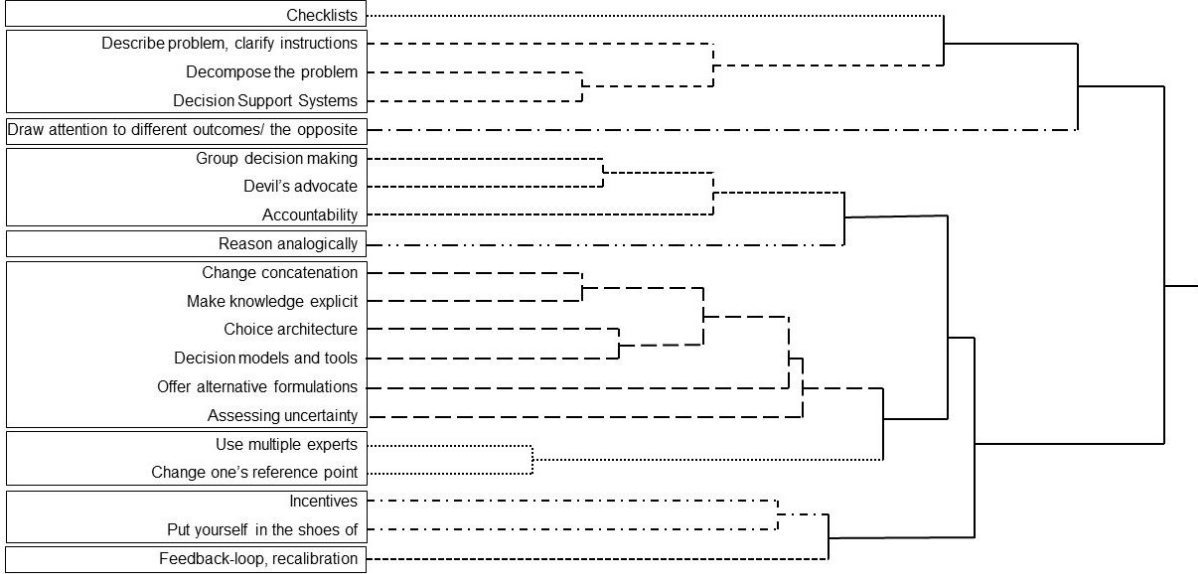 Checklists
Describe problem, clarify instructions
Decompose the problem
Decision Support Systems
Draw attention to different outcomes/ the opposite
Group decision making
Devil's advocate
Accountability
Reason analogically
Change concatenation
Make knowledge explicit
Choice architecture
Decision models and tools
Offer alternative formulations
Assessing uncertainty
Use multiple experts
Change one's reference point
Incentives
Put yourself in the shoes of
Feedback-loop, recalibration